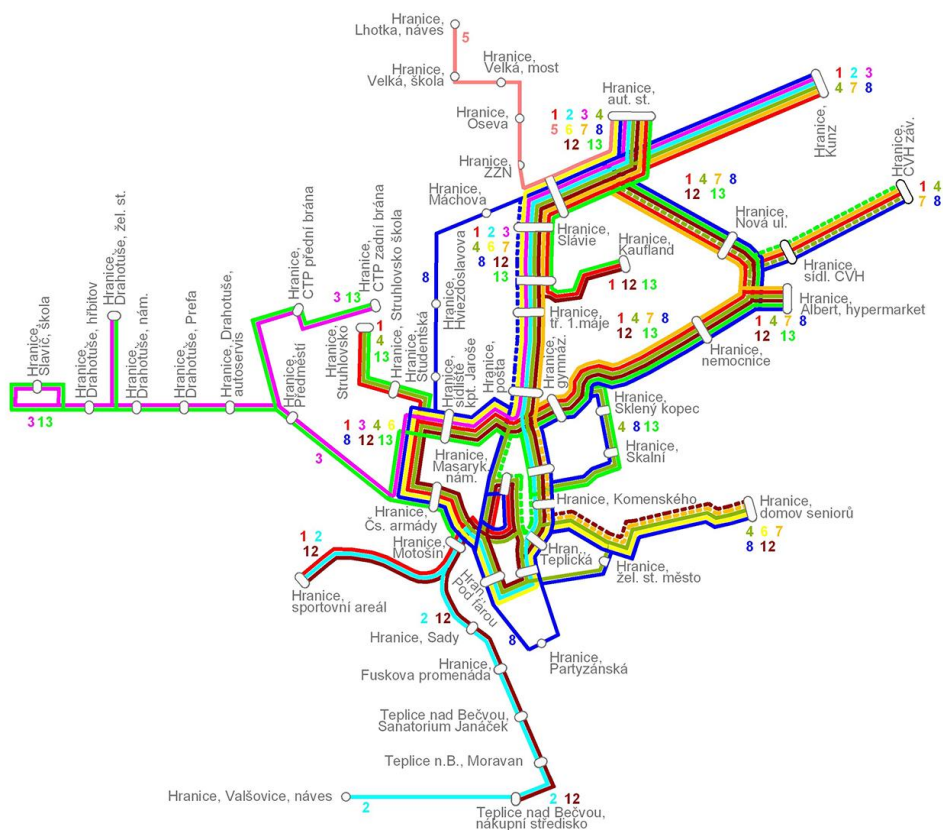 Hranice,
Lhotka, náves
5
Hranice,
Velká, most
Hranice,
Velká, škola
Hranice,
Oseva
Hranice,
ZZN
Hranice,
Máchova
Hranice,
aut. st.
1 2 3 4
5 6 7 8
12 13
1 2 3
4 7 8
Hranice,
Kunz
Hranice,
CVH záv.
1 4
7 8
1 4 7 8
12 13
Hranice,
Nová ul.
Hranice,
sídl. CVH
Hranice,
Albert, hypermarket
1 4 7 8
12 13
Hranice,
nemocnice
1 4 7 8
12 13
Hranice,
Slávie
1 2 3
4 6 7
8 12
13
Hranice,
Kaufland
1 12 13
Hranice,
tř. 1.máje
Hranice,
gymnaz.
Hranice,
pošta
Hranice,
sídliště
kpt. Jaroše
Hranice,
Hviezdoslavova
8
Hranice,
Studentská
Hranice,
Struhlovsko škola
Hranice,
Struhlovsko
1
4
13
Hranice,
CTP zadní brána
3 13
Hranice,
CTP přední brána
Hranice,
Předměstí
Hranice, Drahotuše,
autoservis
Hranice,
Drahotuše, Prefa
Hranice,
Drahotuše, nám.
Hranice,
Drahotuše, žel. st.
Hranice,
Drahotuše, hřbitov
Hranice,
Slavíč, škola
3 13
3
1 3 4 6
8 12 13
Hranice,
Masaryk.
nám.
Hranice,
Sklený kopec
4 8 13
Hranice,
Skalní
Hranice, Komenského
Hranice,
domov seniorů
4 6 7
8 12
Hranice,
Čs. armády
Hranice,
Motošín
Hran.,
Teplická
Hranice,
žel. st. město
Hran.,
Pod farou
1 2
12
Hranice,
sportovní areál
2 12
Hranice, Sady
8
Hranice,
Partyzánská
Hranice,
Fuskova promenáda
Teplice nad Bečvou,
Sanatorium Janáček
Teplice n.B., Moravan
Hranice, Valšovice, náves
2
2 12
Teplice nad Bečvou,
nákupní středisko